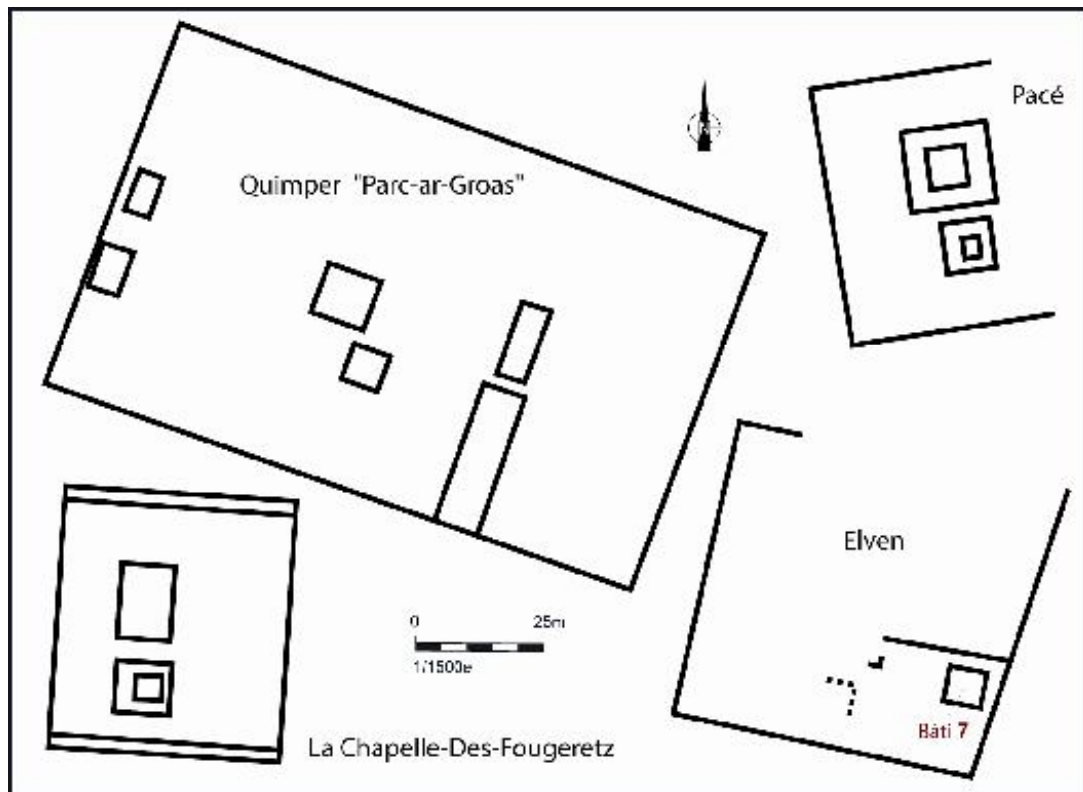 Pacé
Quimper "Parc-ar-Groas"
Elven
0 25m
1/1500e
Bâti 7
La Chapelle-Des-Fougeretz